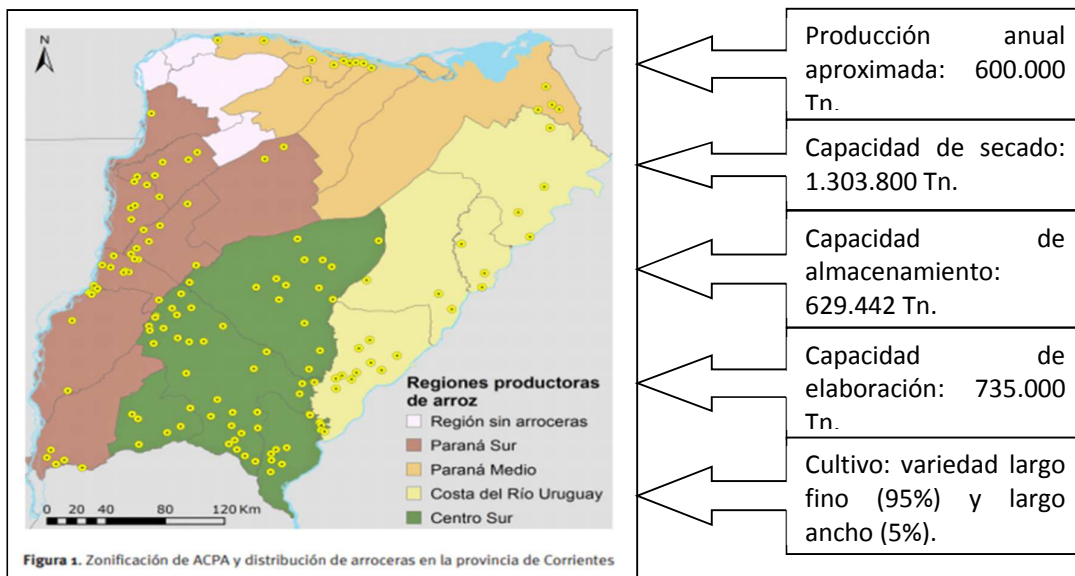 N
Regiones productoras
de arroz
Región sin arroceras
Paraná Sur
Paraná Medio
Costa del Río Uruguay
Centro Sur
0 20 40 80 120 Km
Figura 1. Zonificación de ACPA y distribución de arroceras en la provincia de Corrientes
Producción anual
aproximada: 600.000
Tn.
Capacidad de secado:
1.303.800 Tn.
Capacidad de
almacenamiento:
629.442 Tn.
Capacidad de
elaboración: 735.000
Tn.
Cultivo: variedad largo
fino (95%) y largo
ancho (5%).